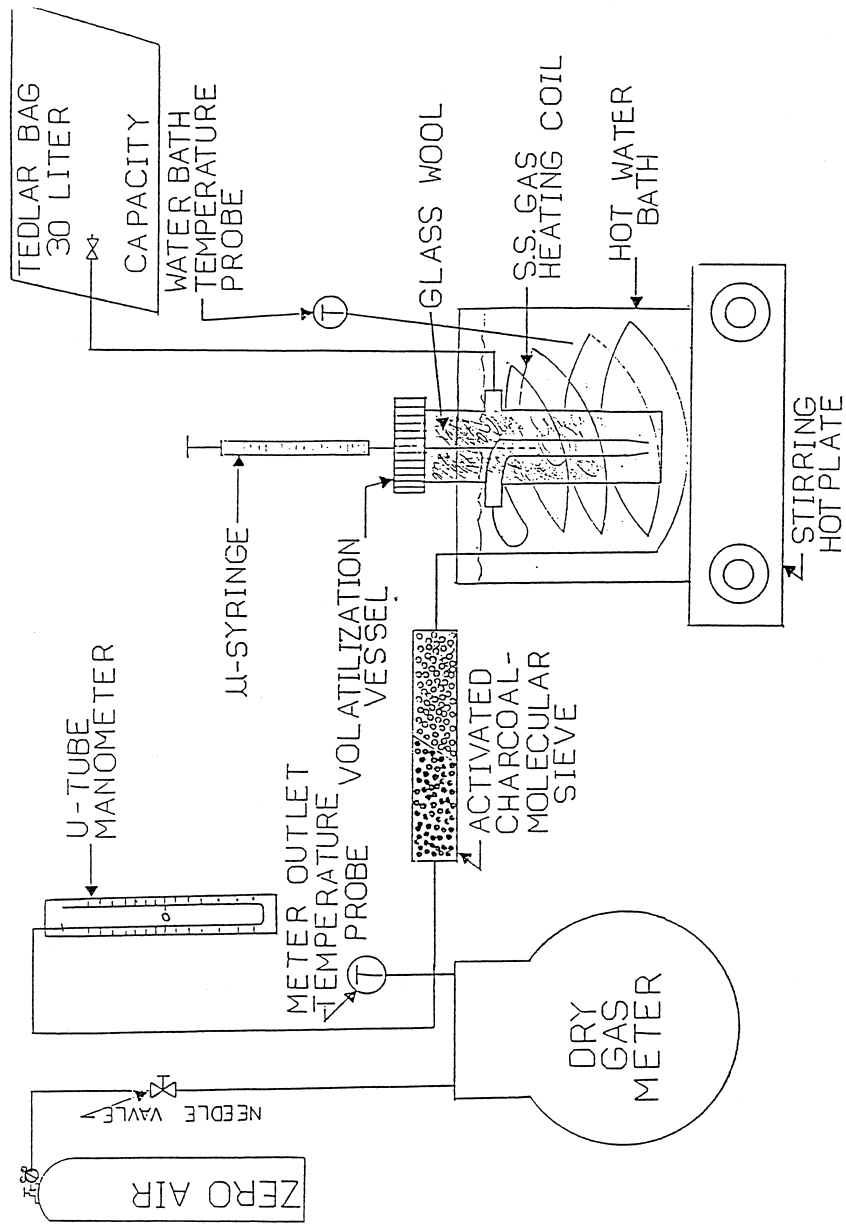 TEDLAR BAG
30 LITER
CAPACITY
WATER BATH
TEMPERATURE
PROBE
T
GLASS WOOL
S.S. GAS
HEATING COIL
HOT WATER
BATH
STIRRING
HOTPLATE
µ-SYRINGE
VOLATILIZATION
VESSEL
U-TUBE
MANOMETER
0
METER OUTLET
TEMPERATURE
PROBE
T
ACTIVATED
CHARCOAL-
MOLECULAR
SIEVE
DRY
GAS
METER
NEEDLE VAVLE
ZERO AIR